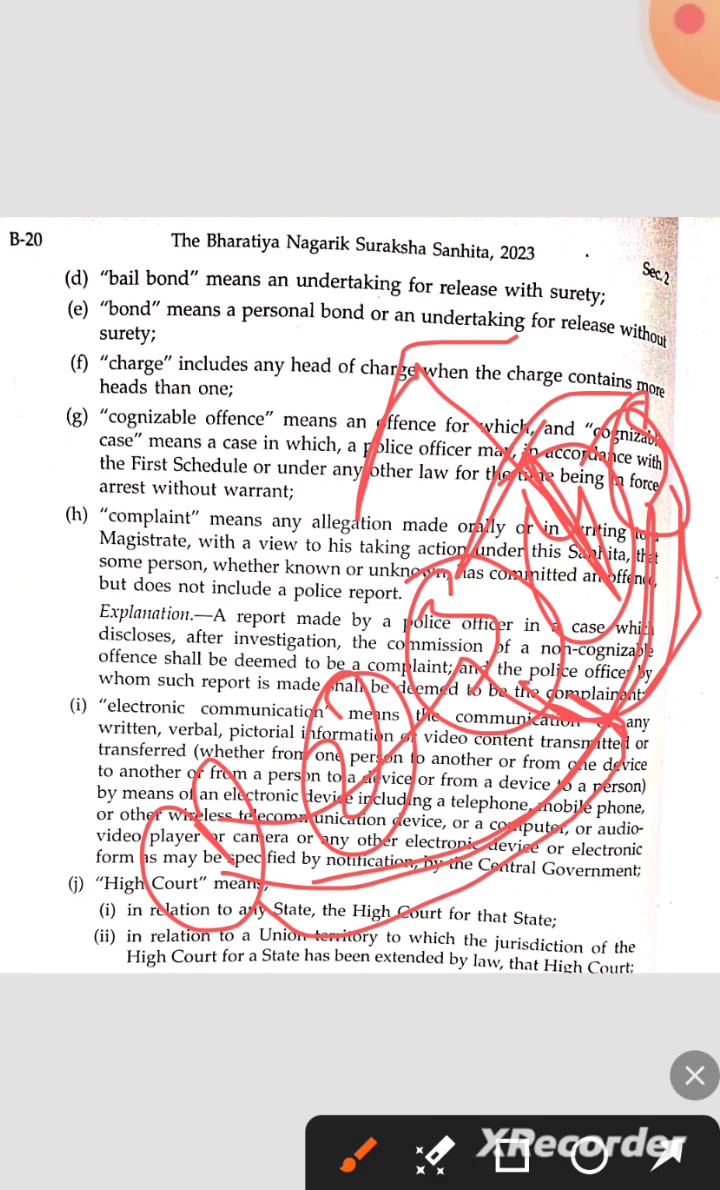 B-20
The Bharatiya Nagarik Suraksha Sanhita, 2023
Sec. 2
(d) “bail bond” means an undertaking for release with surety;
(e) “bond” means a personal bond or an undertaking for release without
surety;
(f) “charge” includes any head of charge when the charge contains more
heads than one;
(g) “cognizable offence” means an offence for which, and “cognizable
case” means a case in which, a police officer may, in accordance with
the First Schedule or under any other law for the time being in force
arrest without warrant;
(h) “complaint” means any allegation made orally or in writing to a
Magistrate, with a view to his taking action under this Sanhita, that
some person, whether known or unknown, has committed an offence,
but does not include a police report.
Explanation.—A report made by a police officer in a case which
discloses, after investigation, the commission of a non-cognizable
offence shall be deemed to be a complaint; and the police officer by
whom such report is made shall be deemed to be the complainant;
(i) “electronic communication” means the communication of any
written, verbal, pictorial information or video content transmitted or
transferred (whether from one person to another or from one device
to another or from a person to a device or from a device to a person)
by means of an electronic device including a telephone, mobile phone,
or other wireless telecommunication device, or a computer, or audio-
video player or camera or any other electronic device or electronic
form as may be specified by notification, by the Central Government;
(j) “High Court” means,
(i) in relation to any State, the High Court for that State;
(ii) in relation to a Union territory to which the jurisdiction of the
High Court for a State has been extended by law, that High Court;
XRecorder